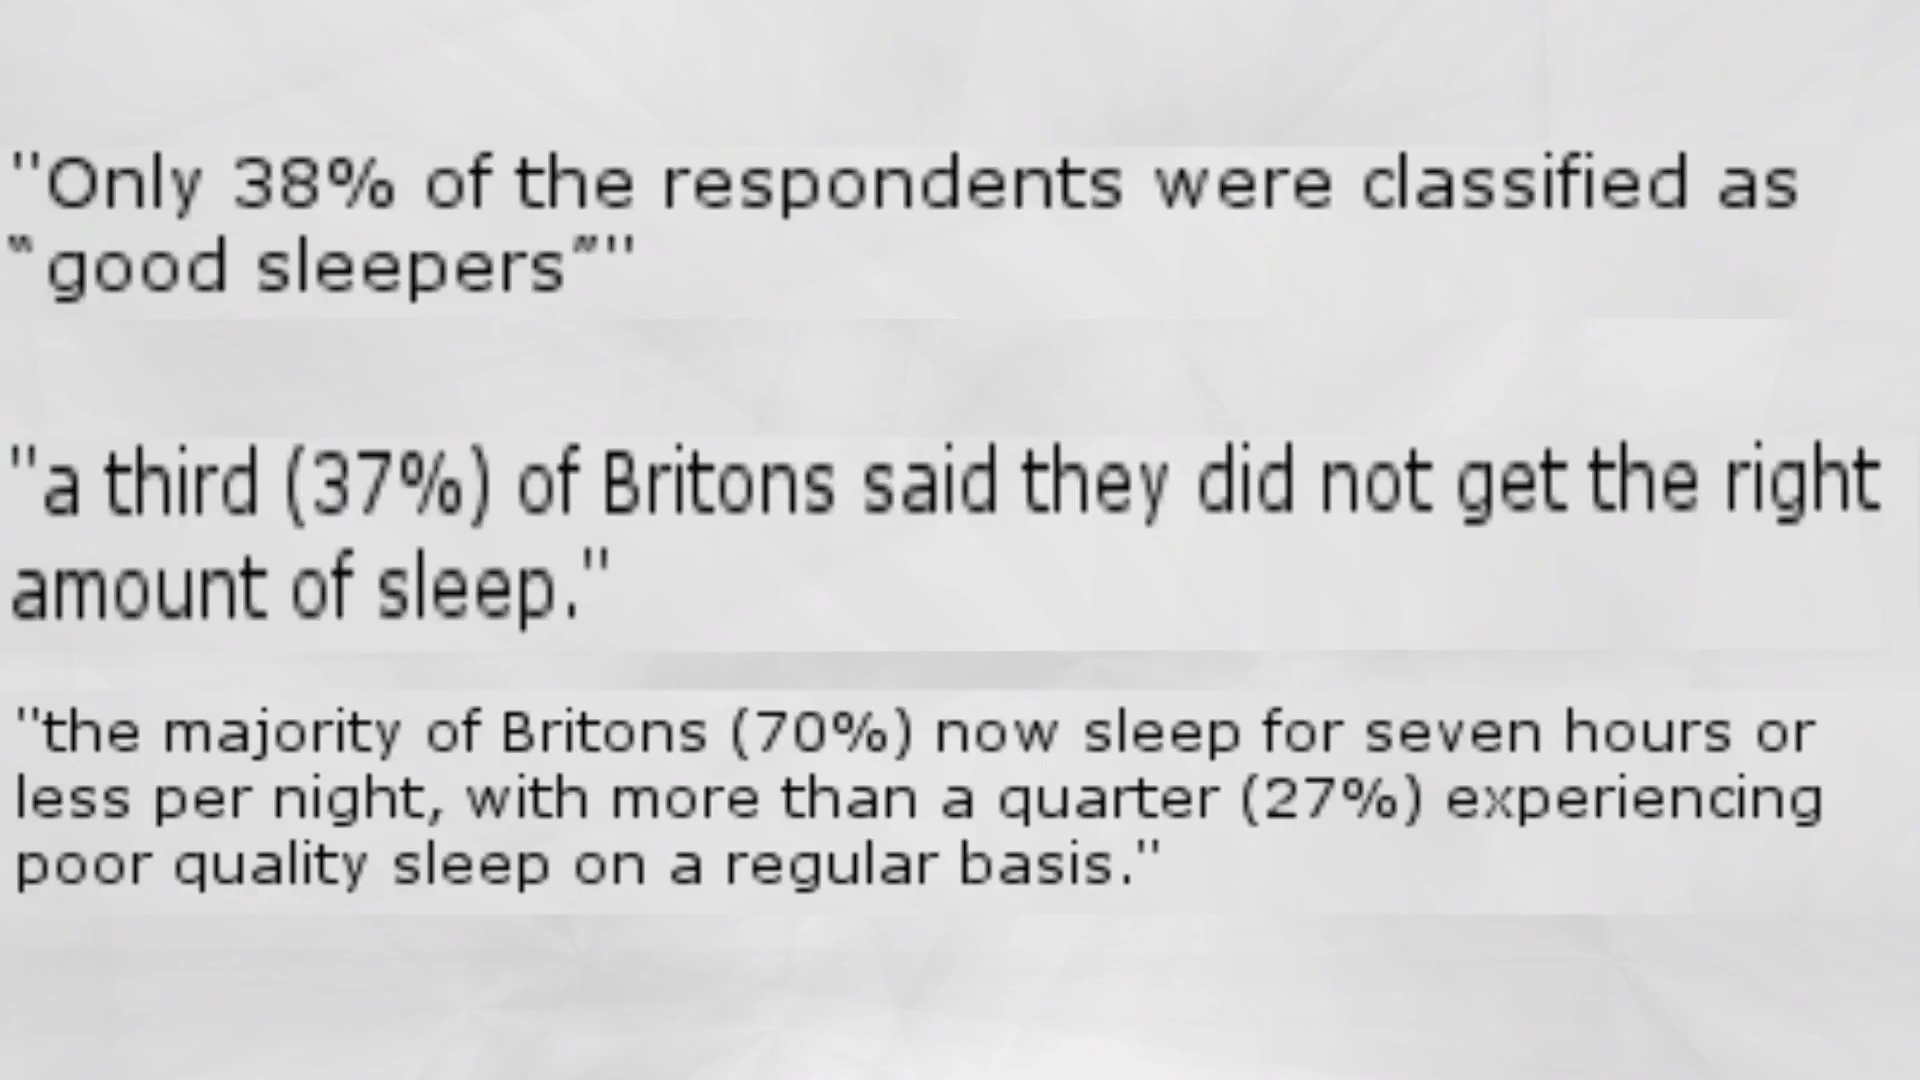 "Only 38% of the respondents were classified as
“good sleepers”"
"a third (37%) of Britons said they did not get the right
amount of sleep."
"the majority of Britons (70%) now sleep for seven hours or
less per night, with more than a quarter (27%) experiencing
poor quality sleep on a regular basis."